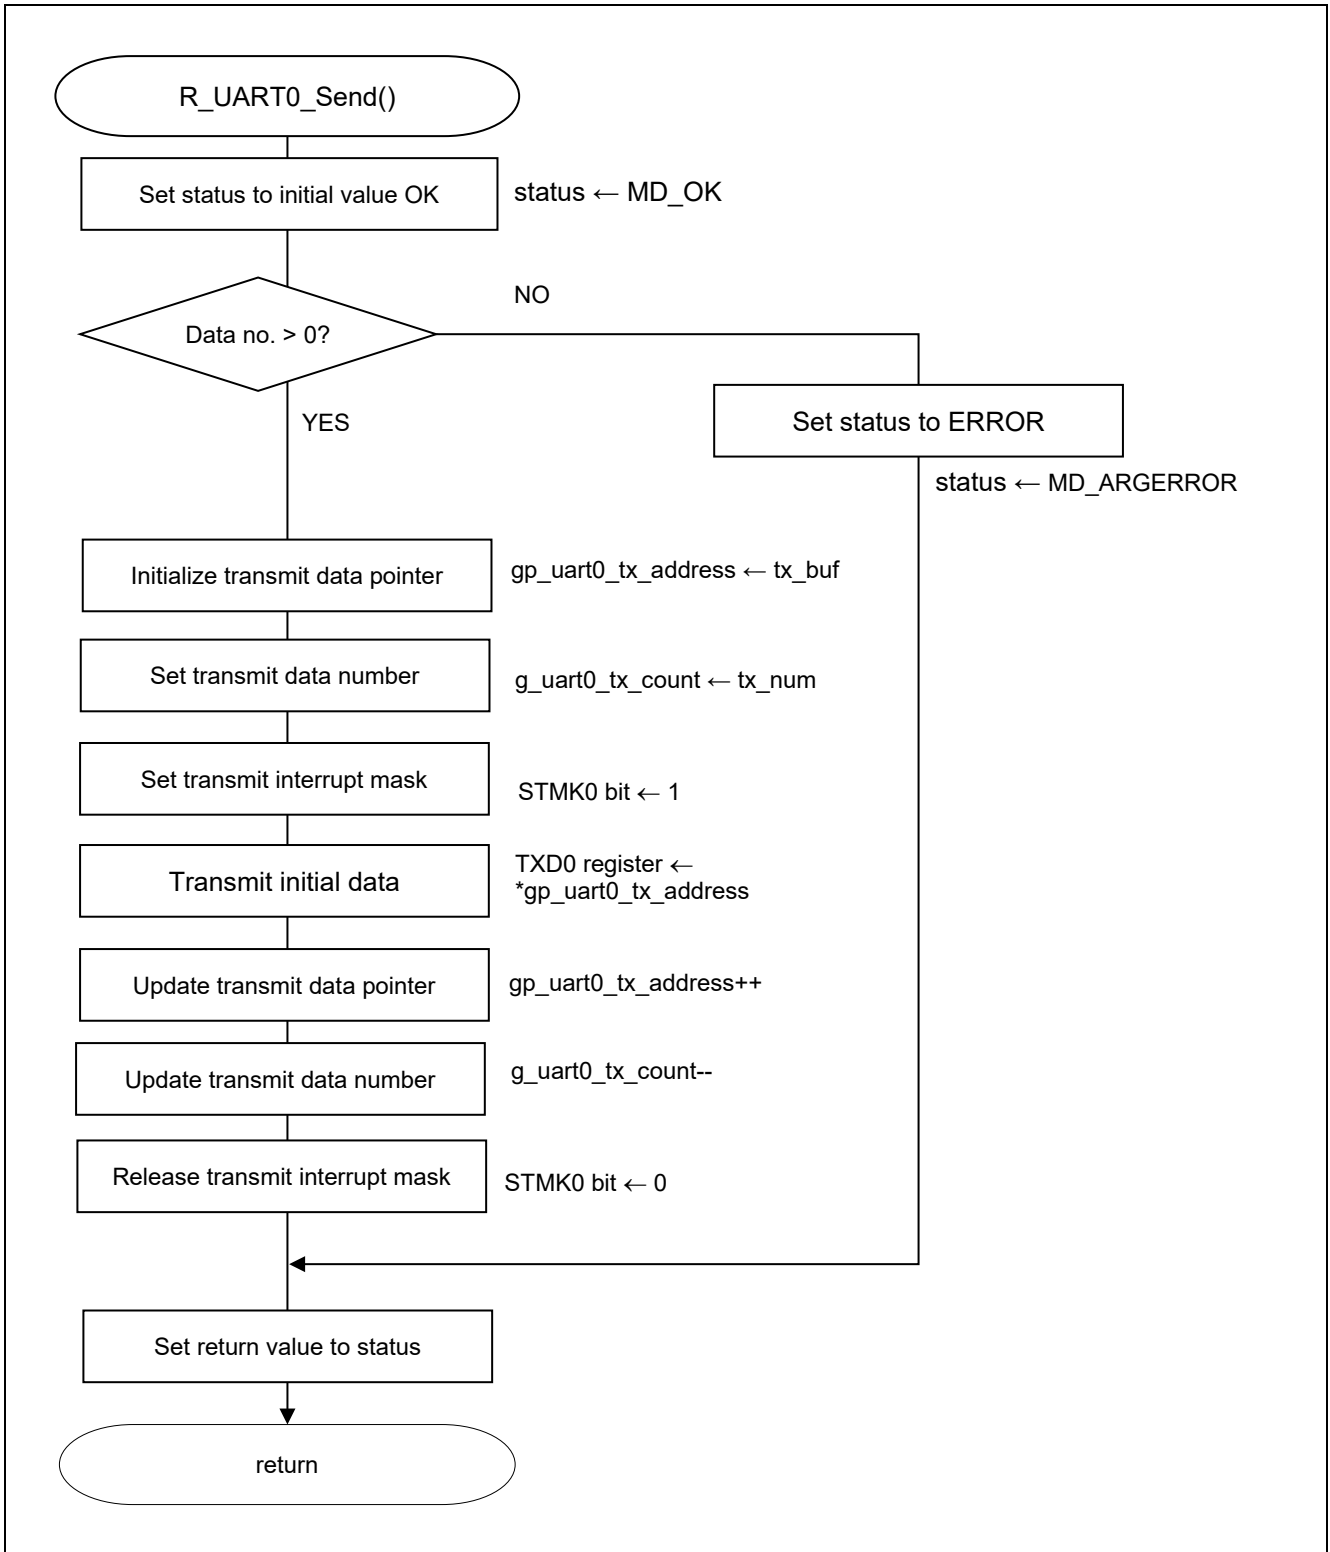 R_UART0_Send()
Set status to initial value OK
status ← MD_OK
NO
Data no. > 0?
YES
Set status to ERROR
status ← MD_ARGERROR
Initialize transmit data pointer
gp_uart0_tx_address ← tx_buf
Set transmit data number
g_uart0_tx_count ← tx_num
Set transmit interrupt mask
STMK0 bit ← 1
Transmit initial data
TXD0 register ←
*gp_uart0_tx_address
Update transmit data pointer
gp_uart0_tx_address++
Update transmit data number
g_uart0_tx_count--
Release transmit interrupt mask
STMK0 bit ← 0
Set return value to status
return